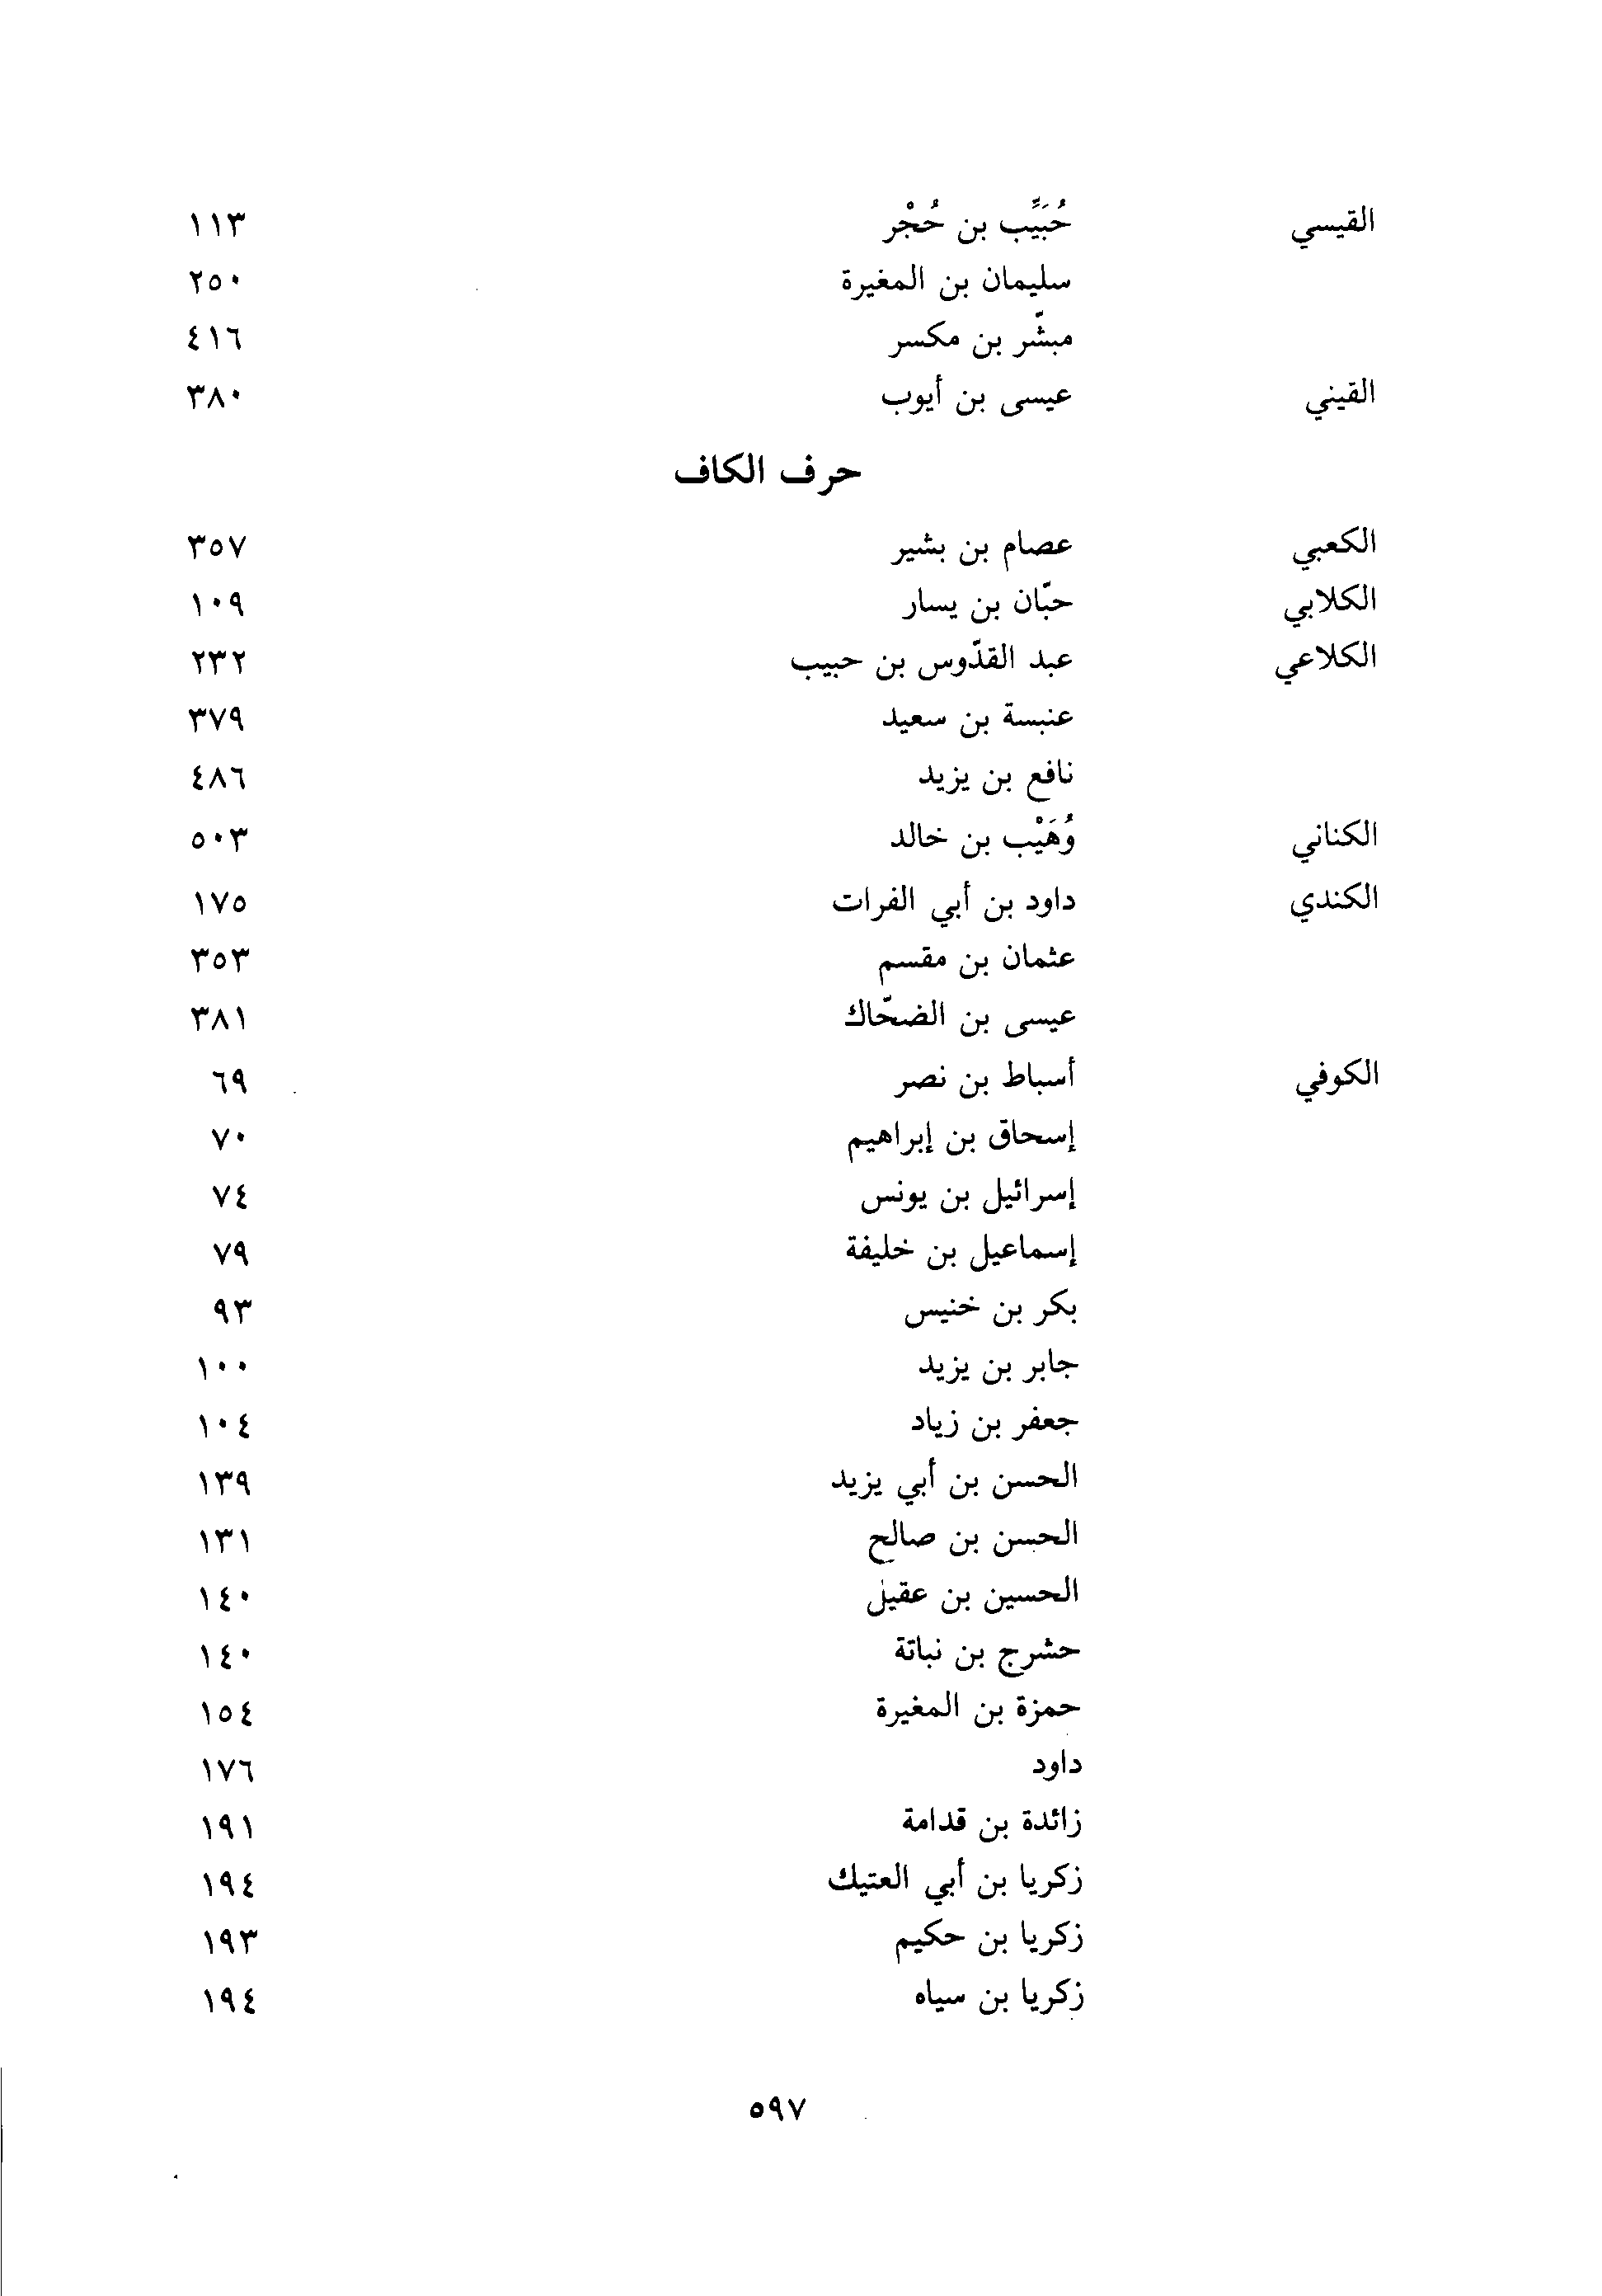 القيسي حُبَيِّب بن حُجْر ١١٣
سليمان بن المغيرة ٢٥٠
مبشّر بن مكسر ٤١٦
القيني عيسى بن أيوب ٣٨٠
حرف الكاف
الكعبي عصام بن بشير ٣٥٧
الكلابي حبّان بن يسار ١٠٩
الكلاعي عبد القدّوس بن حبيب ٢٣٢
عنبسة بن سعيد ٣٧٩
نافع بن يزيد ٤٨٦
الكناني وُهَيْب بن خالد ٥٠٣
الكندي داود بن أبي الفرات ١٧٥
عثمان بن مقسم ٣٥٣
عيسى بن الضحّاك ٣٨١
الكوفي أسباط بن نصر ٦٩
إسحاق بن إبراهيم ٧٠
إسرائيل بن يونس ٧٤
إسماعيل بن خليفة ٧٩
بكر بن خنيس ٩٣
جابر بن يزيد ١٠٠
جعفر بن زياد ١٠٤
الحسن بن أبي يزيد ١٣٩
الحسن بن صالح ١٣١
الحسين بن عقيل ١٤٠
حشرج بن نباتة ١٤٠
حمزة بن المغيرة ١٥٤
داود ١٧٦
زائدة بن قدامة ١٩١
زكريا بن أبي العتيك ١٩٤
زكريا بن حكيم ١٩٣
زكريا بن سياه ١٩٤
٥٩٧